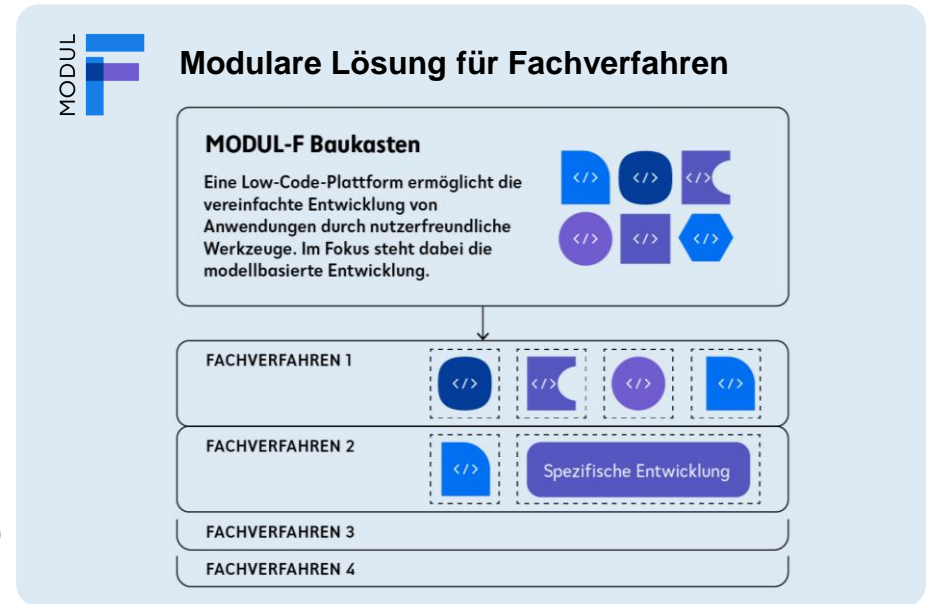 MODUL
F
Modulare Lösung für Fachverfahren
MODUL-F Baukasten
Eine Low-Code-Plattform ermöglicht die
vereinfachte Entwicklung von
Anwendungen durch nutzerfreundliche
Werkzeuge. Im Fokus steht dabei die
modellbasierte Entwicklung.
</> </> </>
</> </> </>
FACHVERFAHREN 1
</> </> </> </>
FACHVERFAHREN 2
</> Spezifische Entwicklung
FACHVERFAHREN 3
FACHVERFAHREN 4